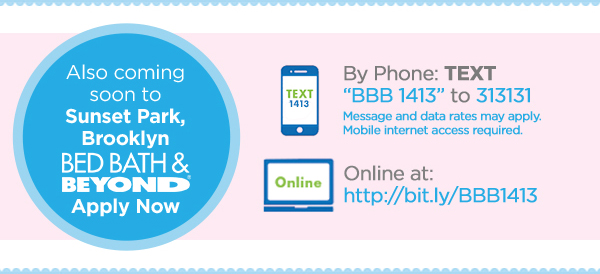 Also coming
soon to
Sunset Park,
Brooklyn
BED BATH &
BEYOND®
Apply Now
TEXT
1413
By Phone: TEXT
“BBB 1413” to 313131
Message and data rates may apply.
Mobile internet access required.
Online
Online at:
http://bit.ly/BBB1413